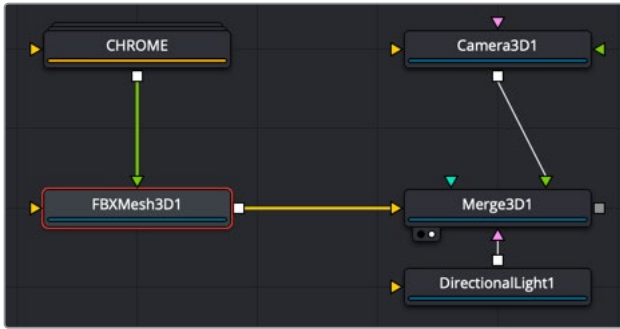 CHROME
Camera3D1
FBXMesh3D1
Merge3D1
DirectionalLight1